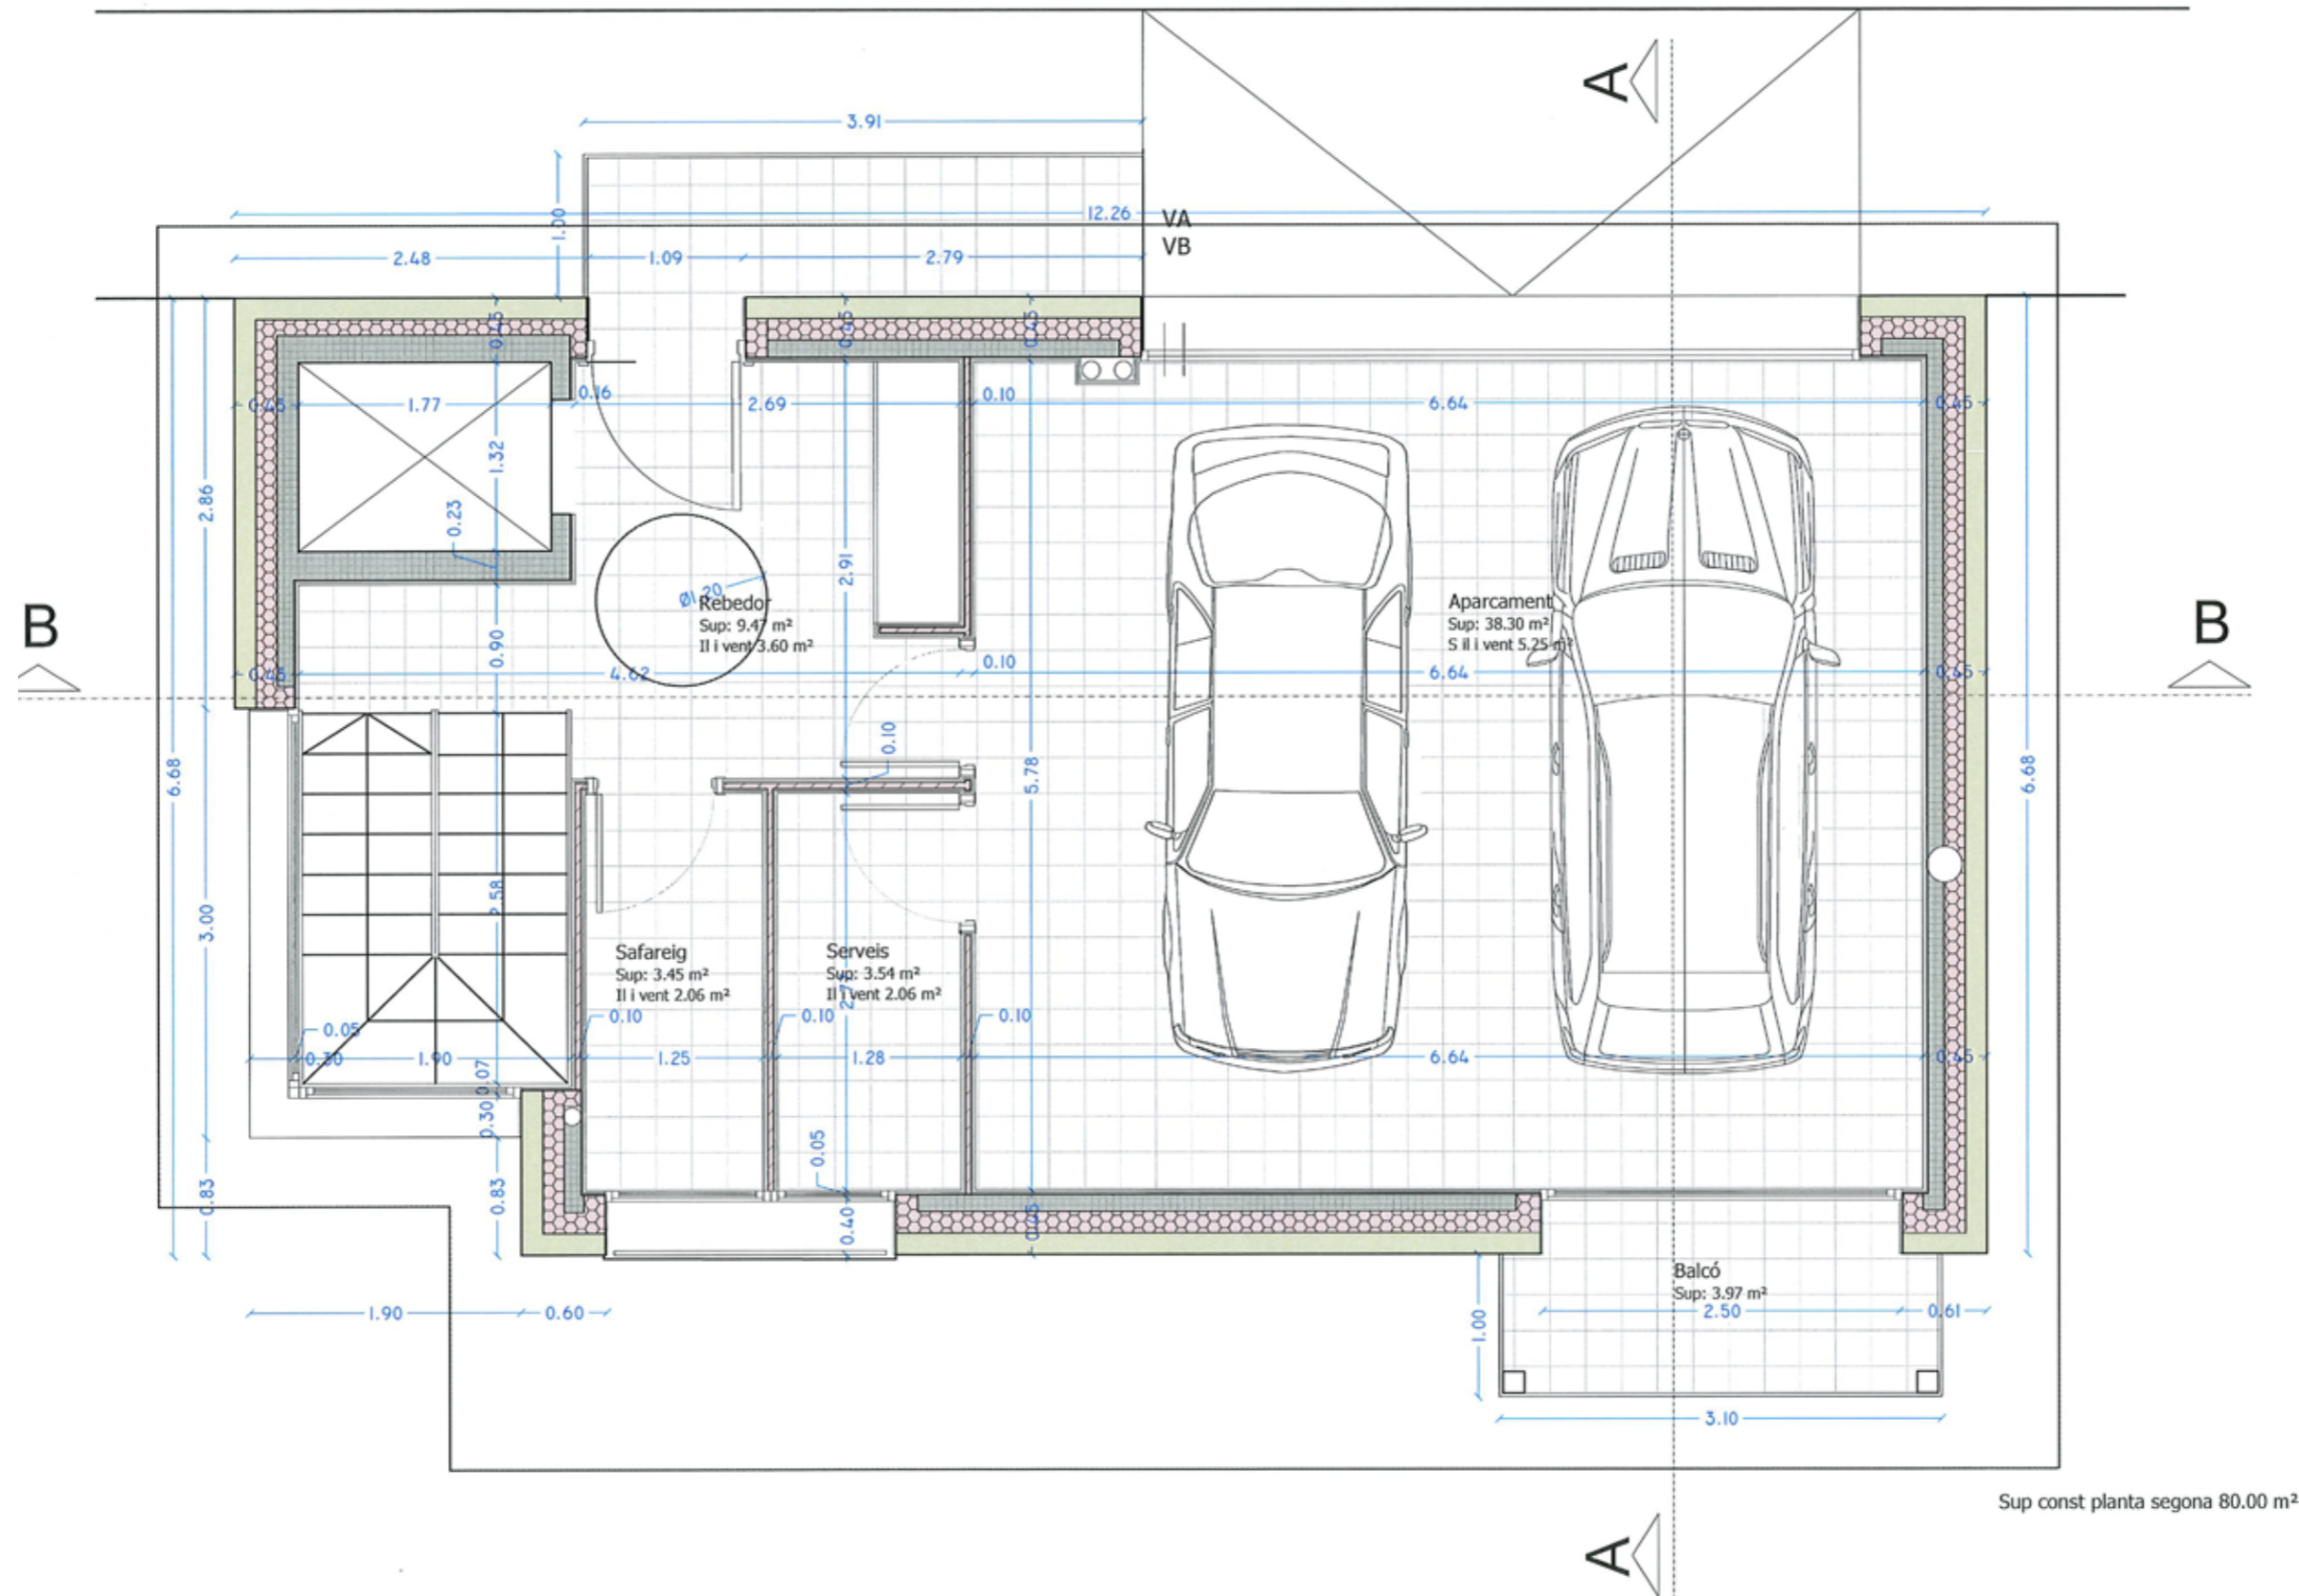 A
3.91
1.00
12.26
VA
2.48
1.09
2.79
VB
0.45
0.45
0.45
0.45
1.77
0.16
2.69
0.10
6.64
0.45
1.32
2.86
0.23
2.91
Ø1.20
Rebedor
Sup: 9.47 m²
Il i vent 3.60 m²
Aparcament
Sup: 38.30 m²
S il i vent 5.25 m²
B
B
0.90
0.45
4.62
0.10
6.64
0.45
0.10
6.68
5.78
6.68
2.58
3.00
Safareig
Sup: 3.45 m²
Il i vent 2.06 m²
Serveis
Sup: 3.54 m²
Il i vent 2.06 m²
0.05
0.10
0.10
0.10
0.30
1.90
1.25
1.28
6.64
0.45
0.07
0.30
0.05
0.83
0.83
0.40
0.45
Balcó
Sup: 3.97 m²
1.90
0.60
1.00
2.50
0.61
3.10
Sup const planta segona 80.00 m²
A